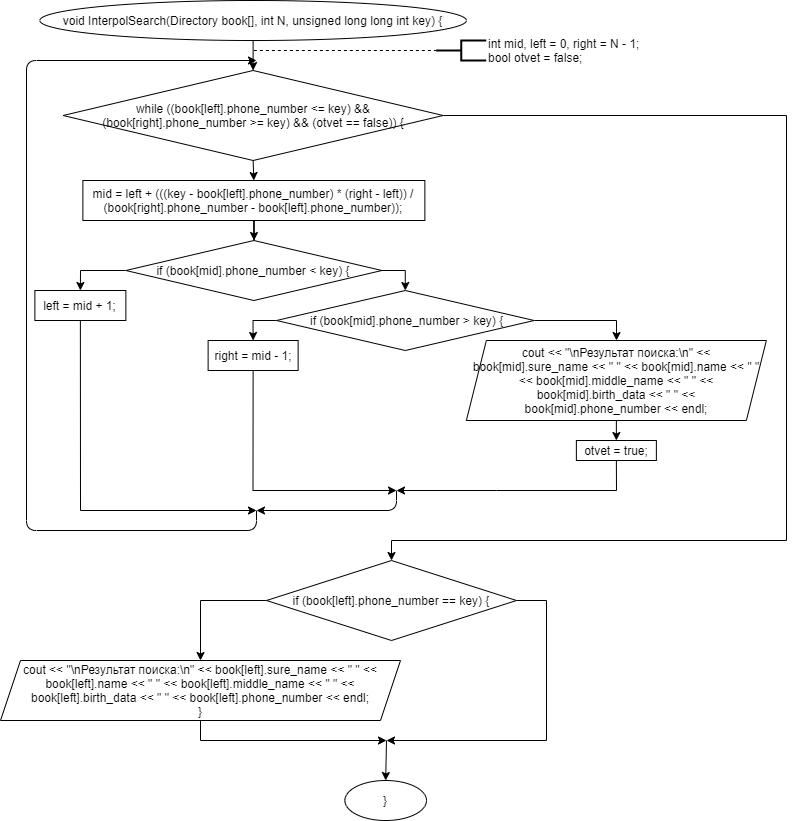 void InterpolSearch(Directory book[], int N, unsigned long long int key) {
int mid, left = 0, right = N - 1;
bool otvet = false;
while ((book[left].phone_number <= key) &&
(book[right].phone_number >= key) && (otvet == false)) {
mid = left + (((key - book[left].phone_number) * (right - left)) /
(book[right].phone_number - book[left].phone_number));
if (book[mid].phone_number < key) {
left = mid + 1;
if (book[mid].phone_number > key) {
right = mid - 1;
cout << "\nРезультат поиска:\n" <<
book[mid].sure_name << " " << book[mid].name << " "
<< book[mid].middle_name << " " <<
book[mid].birth_data << " " <<
book[mid].phone_number << endl;
otvet = true;
if (book[left].phone_number == key) {
cout << "\nРезультат поиска:\n" << book[left].sure_name << " " <<
book[left].name << " " << book[left].middle_name << " " <<
book[left].birth_data << " " << book[left].phone_number << endl;
}
}